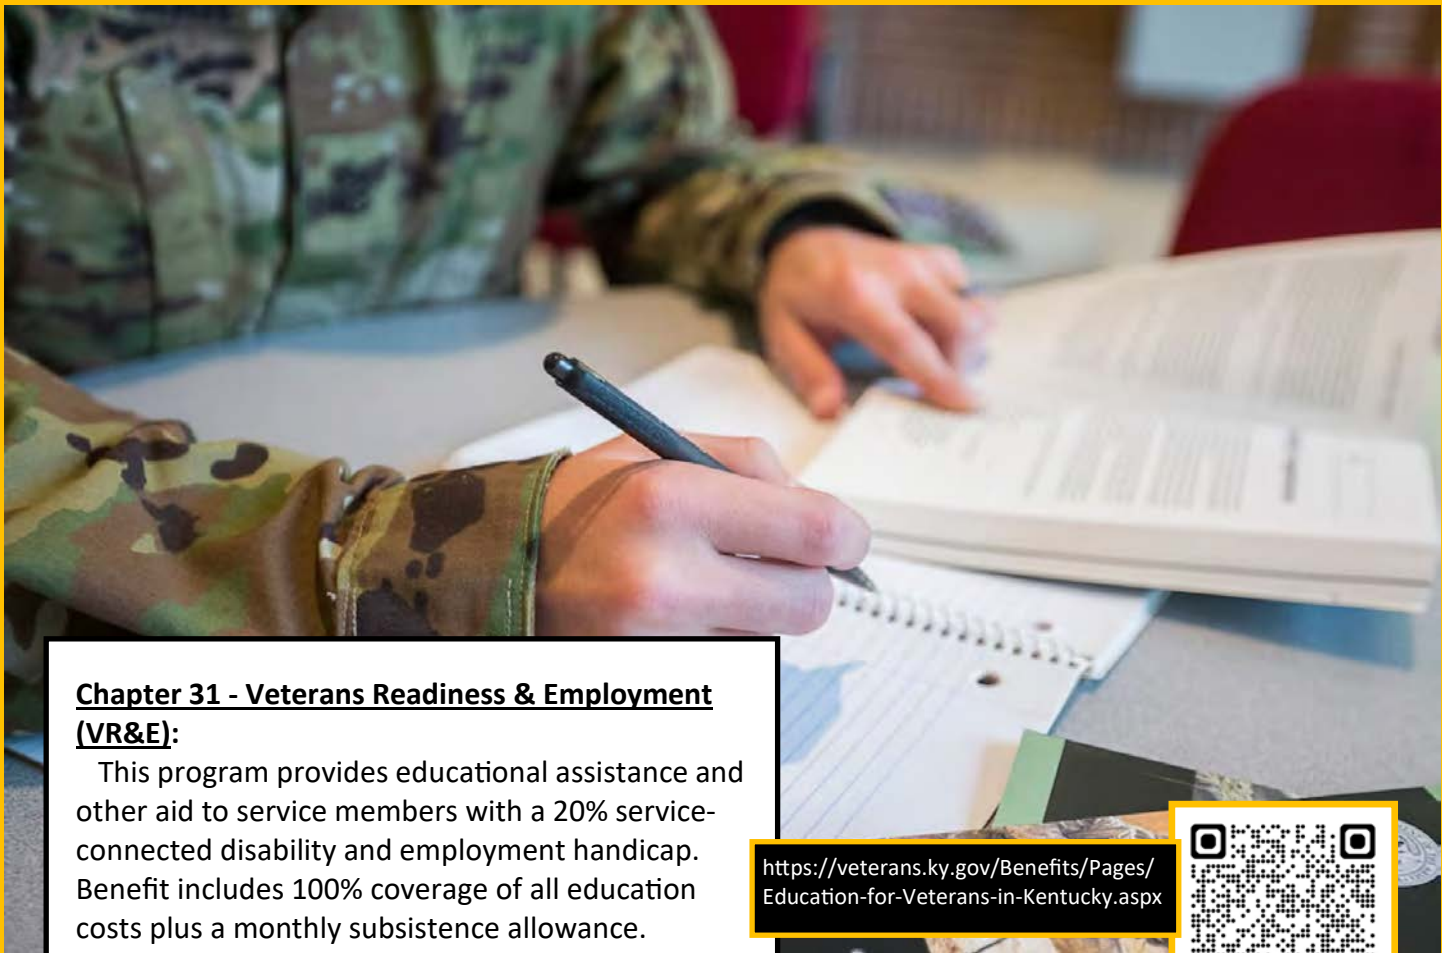 Chapter 31 - Veterans Readiness & Employment
(VR&E):
This program provides educational assistance and
other aid to service members with a 20% service-
connected disability and employment handicap.
Benefit includes 100% coverage of all education
costs plus a monthly subsistence allowance.
https://veterans.ky.gov/Benefits/Pages/
Education-for-Veterans-in-Kentucky.aspx